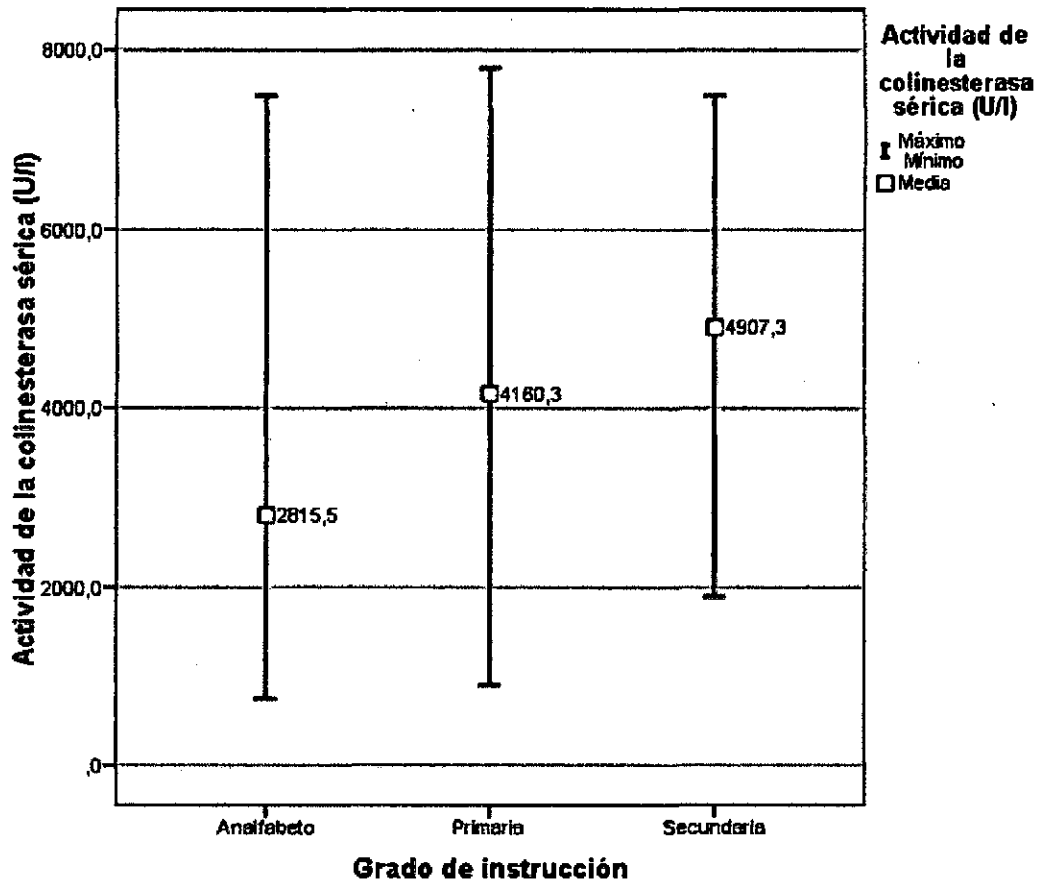 Actividad de la colinesterasa sérica (U/l)
8000,0
6000,0
4000,0
2000,0
,0
2815,5
4160,3
4907,3
Analfabeto
Primaria
Secundaria
Grado de instrucción
Actividad de
la
colinesterasa
sérica (U/l)
Máximo
Mínimo
Media